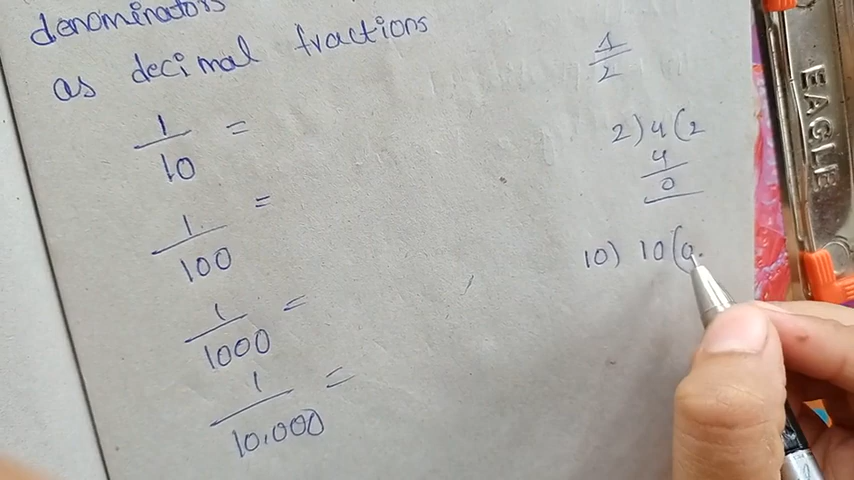 denominators
as decimal fractions
1/10 =
1/100 =
1/1000 =
1/10,000 =
1/2
2) 4 (2
4
0
10) 10 (0.
EAGLE